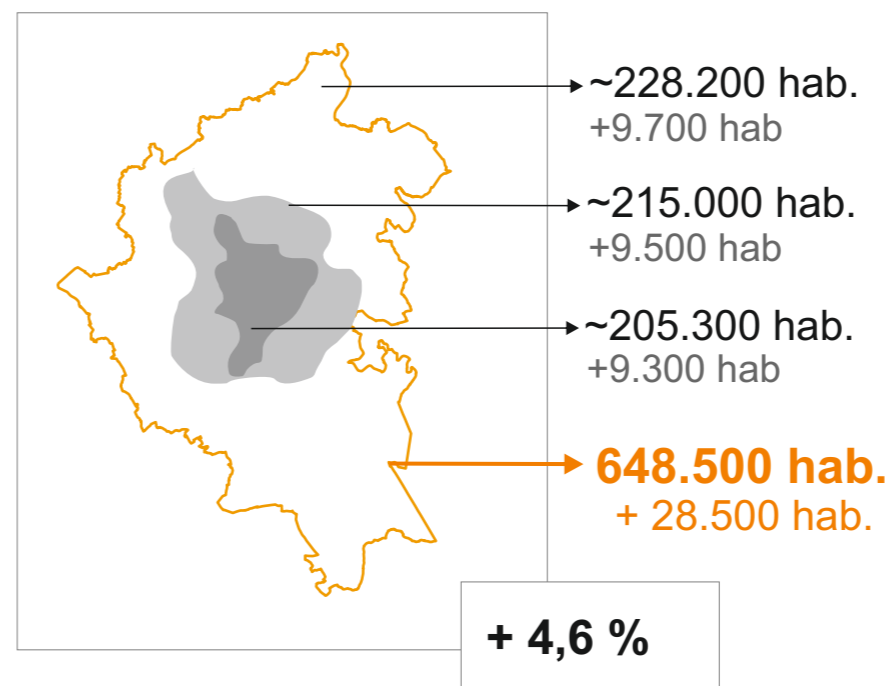 ~228.200 hab.
+9.700 hab
~215.000 hab.
+9.500 hab
~205.300 hab.
+9.300 hab
648.500 hab.
+ 28.500 hab.
+ 4,6 %